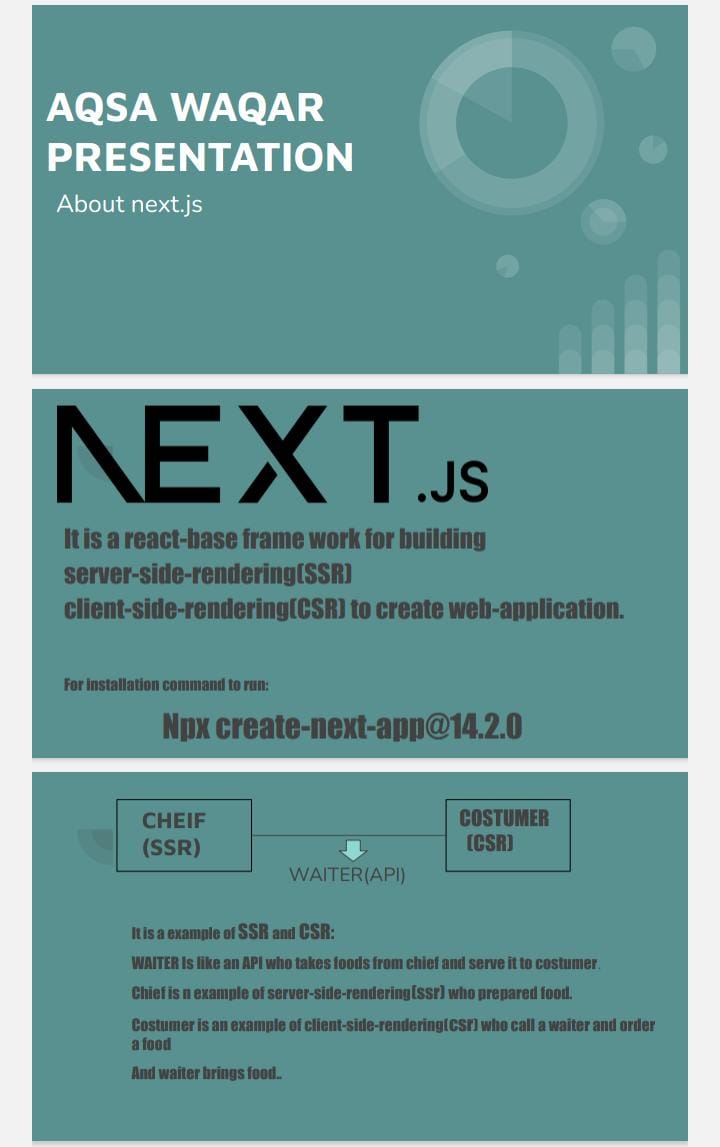 AQSA WAQAR
PRESENTATION
About next.js
NEXT.JS
It is a react-base frame work for building
server-side-rendering(SSR)
client-side-rendering(CSR) to create web-application.
For installation command to run:
Npx create-next-app@14.2.0
CHEIF
(SSR)
COSTUMER
(CSR)
WAITER(API)
It is a example of SSR and CSR:
WAITER Is like an API who takes foods from chief and serve it to costumer.
Chief is n example of server-side-rendering(ssr) who prepared food.
Costumer is an example of client-side-rendering(csr) who call a waiter and order
a food
And waiter brings food..